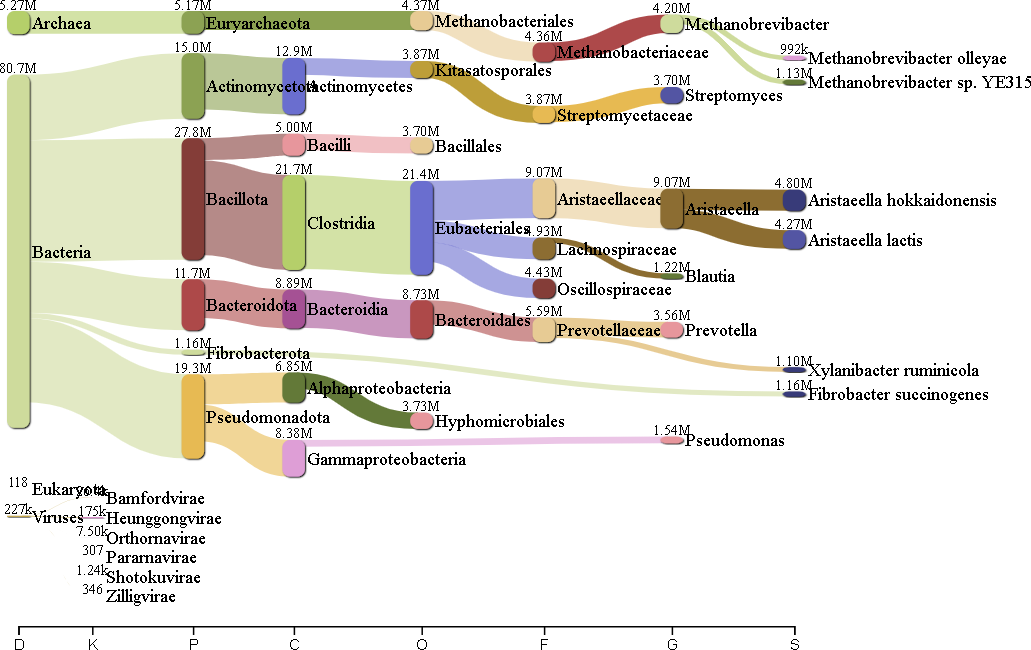 5.27M 5.17M 4.37M 4.20M
Archaea Euryarchaeota Methanobacteriales Methanobrevibacter
4.36M 992k
Methanobacteriaceae Methanobrevibacter olleyae
80.7M 15.0M 12.9M 3.87M 1.13M
Kitasatosporales Methanobrevibacter sp. YE315
Actinomycetota Actinomycetes 3.87M 3.70M
Streptomycetaceae Streptomyces
27.8M 5.00M 3.70M
Bacilli Bacillales
21.7M 21.4M 9.07M 9.07M 4.80M
Bacillota Aristaeellaceae Aristaeella Aristaeella hokkaidonensis
Clostridia Eubacteriales 4.93M 4.27M
Bacteria Lachnospiraceae Aristaeella lactis
11.7M 8.89M 4.43M 1.22M
Oscillospiraceae Blautia
8.73M 5.59M 3.56M
Bacteroidota Bacteroidia Bacteroidales Prevotellaceae Prevotella
1.16M 1.10M
Fibrobacterota Xylanibacter ruminicola
19.3M 6.85M 1.16M
Alphaproteobacteria Fibrobacter succinogenes
3.73M
Pseudomonadota Hyphomicrobiales
8.38M 1.54M
Gammaproteobacteria Pseudomonas
118 Eukaryota
Bamfordvirae
227k Viruses 175k Heunggongvirae
7.50k Orthornavirae
307 Pararnavirae
1.24k Shotokuvirae
346 Zilligvirae
D K P C O F G S